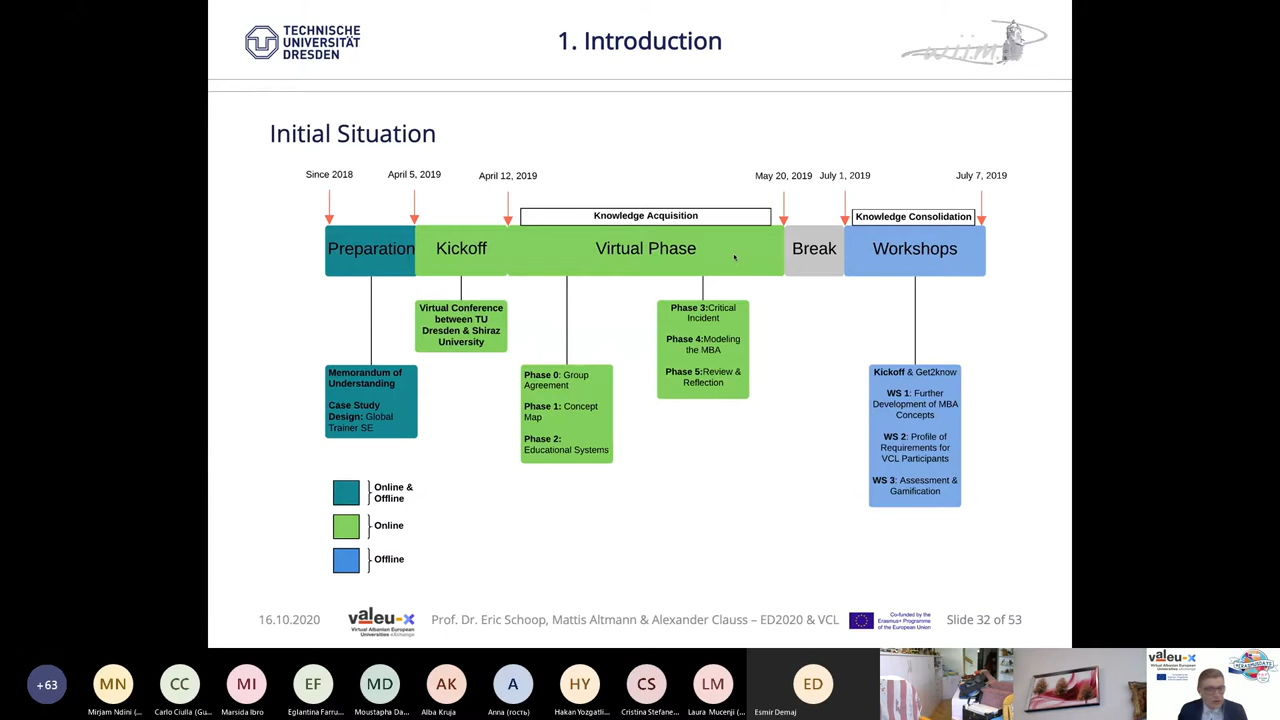 TECHNISCHE
UNIVERSITÄT
DRESDEN
1. Introduction
w.i.i.m.
Initial Situation
Since 2018
April 5, 2019
April 12, 2019
May 20, 2019
July 1, 2019
July 7, 2019
Knowledge Acquisition
Knowledge Consolidation
Preparation
Kickoff
Virtual Phase
Break
Workshops
Virtual Conference
between TU
Dresden & Shiraz
University
Phase 3:Critical
Incident
Phase 4:Modeling
the MBA
Phase 5:Review &
Reflection
Memorandum of
Understanding
Case Study
Design: Global
Trainer SE
Phase 0: Group
Agreement
Phase 1: Concept
Map
Phase 2:
Educational Systems
Kickoff & Get2know
WS 1: Further
Development of MBA
Concepts
WS 2: Profile of
Requirements for
VCL Participants
WS 3: Assessment &
Gamification
Online &
Offline
Online
Offline
16.10.2020
valeu-x
Virtual Albanian European
Universities eXchange
Prof. Dr. Eric Schoop, Mattis Altmann & Alexander Clauss – ED2020 & VCL
Co-funded by the
Erasmus+ Programme
of the European Union
Slide 32 of 53
+63
MN
CC
MI
EF
MD
AK
A
HY
CS
LM
ED
Mirjam Ndini (...
Carlo Ciulla (Gu...
Marsida Ibro
Eglantina Farru...
Moustapha Da...
Alba Kruja
Anna (гость)
Hakan Yozgatli...
Cristina Stefane...
Laura Mucenji (...
Esmir Demaj
valeu-x
#ERASMUSDAYS